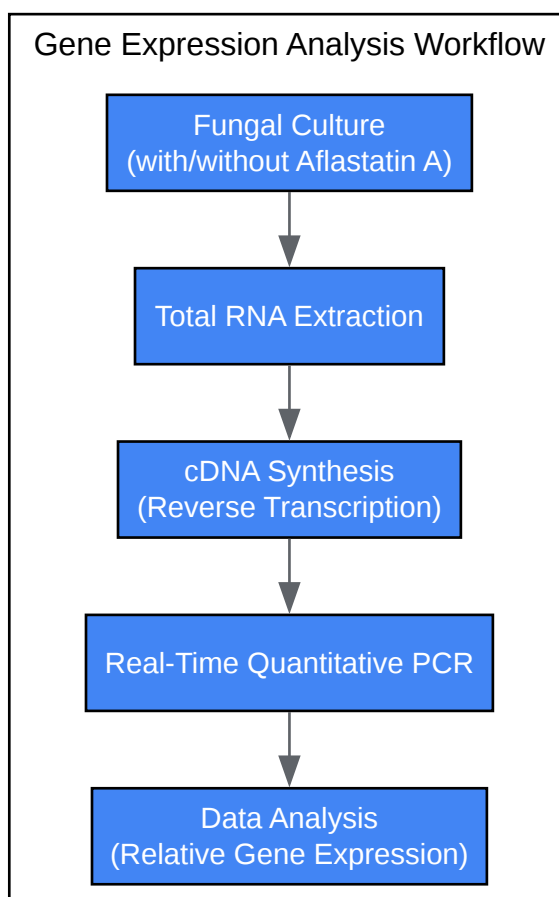 Gene Expression Analysis Workflow
Fungal Culture
(with/without Aflastatin A)
Total RNA Extraction
cDNA Synthesis
(Reverse Transcription)
Real-Time Quantitative PCR
Data Analysis
(Relative Gene Expression)